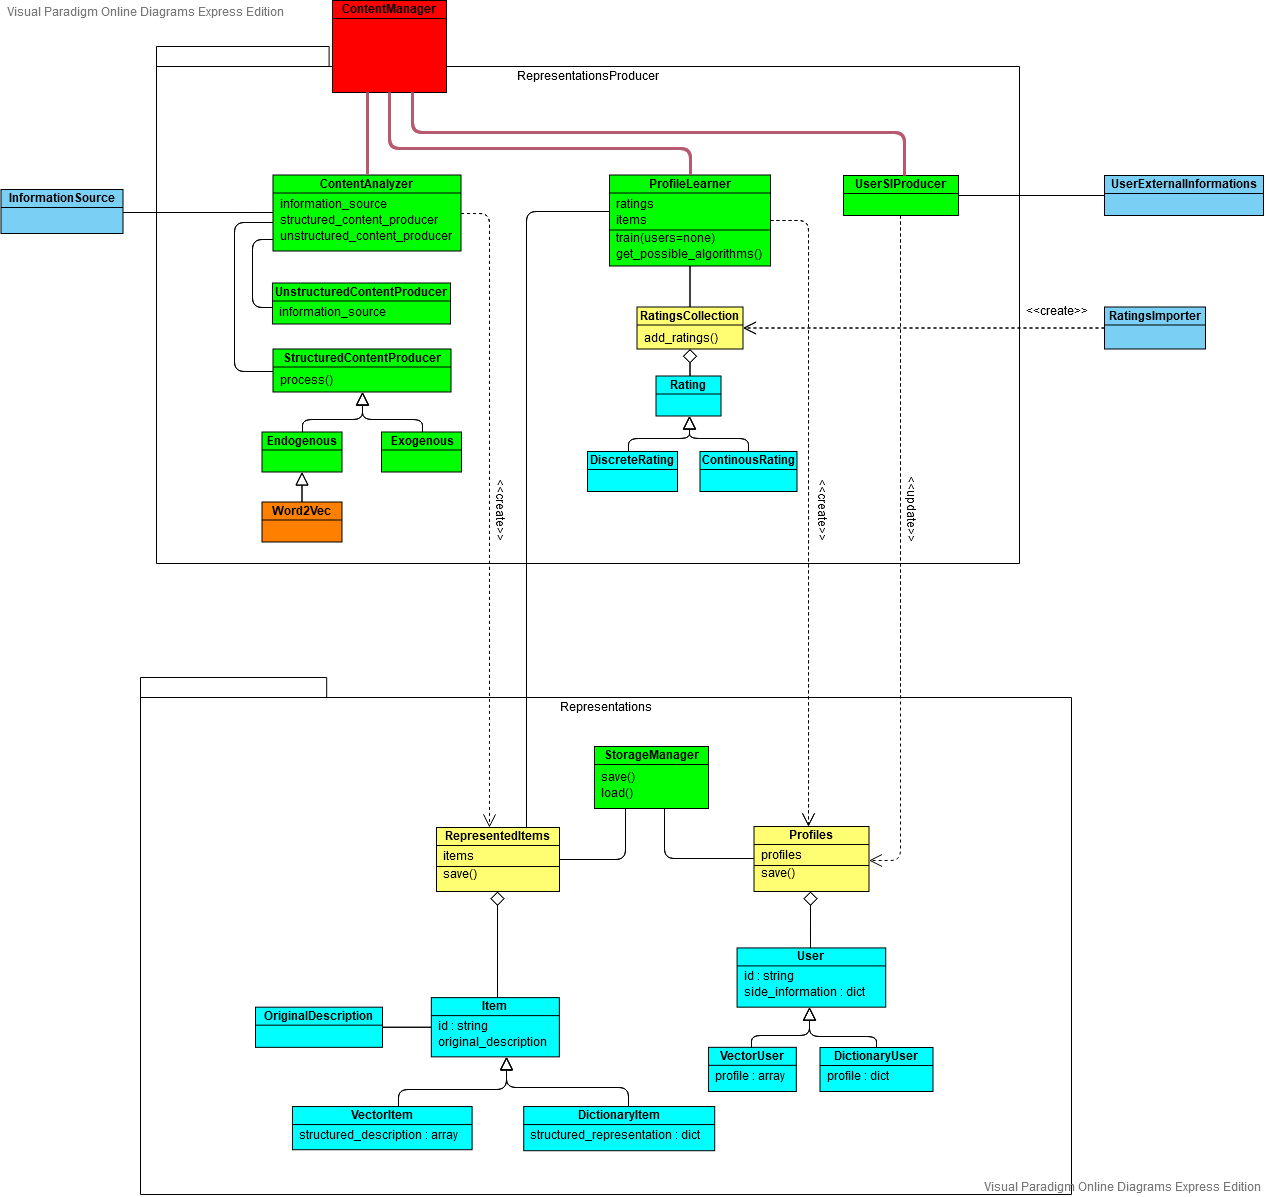 Visual Paradigm Online Diagrams Express Edition
ContentManager
RepresentationsProducer
InformationSource
ContentAnalyzer
information_source
structured_content_producer
unstructured_content_producer
ProfileLearner
ratings
items
train(users=none)
get_possible_algorithms()
UserSIProducer
UserExternalInformations
UnstructuredContentProducer
information_source
RatingsCollection
add_ratings()
<<create>>
RatingsImporter
StructuredContentProducer
process()
Rating
Endogenous
Exogenous
DiscreteRating
ContinousRating
Word2Vec
<<create>>
<<create>>
<<update>>
Representations
StorageManager
save()
load()
RepresentedItems
items
save()
Profiles
profiles
save()
User
id : string
side_information : dict
OriginalDescription
Item
id : string
original_description
VectorUser
profile : array
DictionaryUser
profile : dict
VectorItem
structured_description : array
DictionaryItem
structured_representation : dict
Visual Paradigm Online Diagrams Express Edition